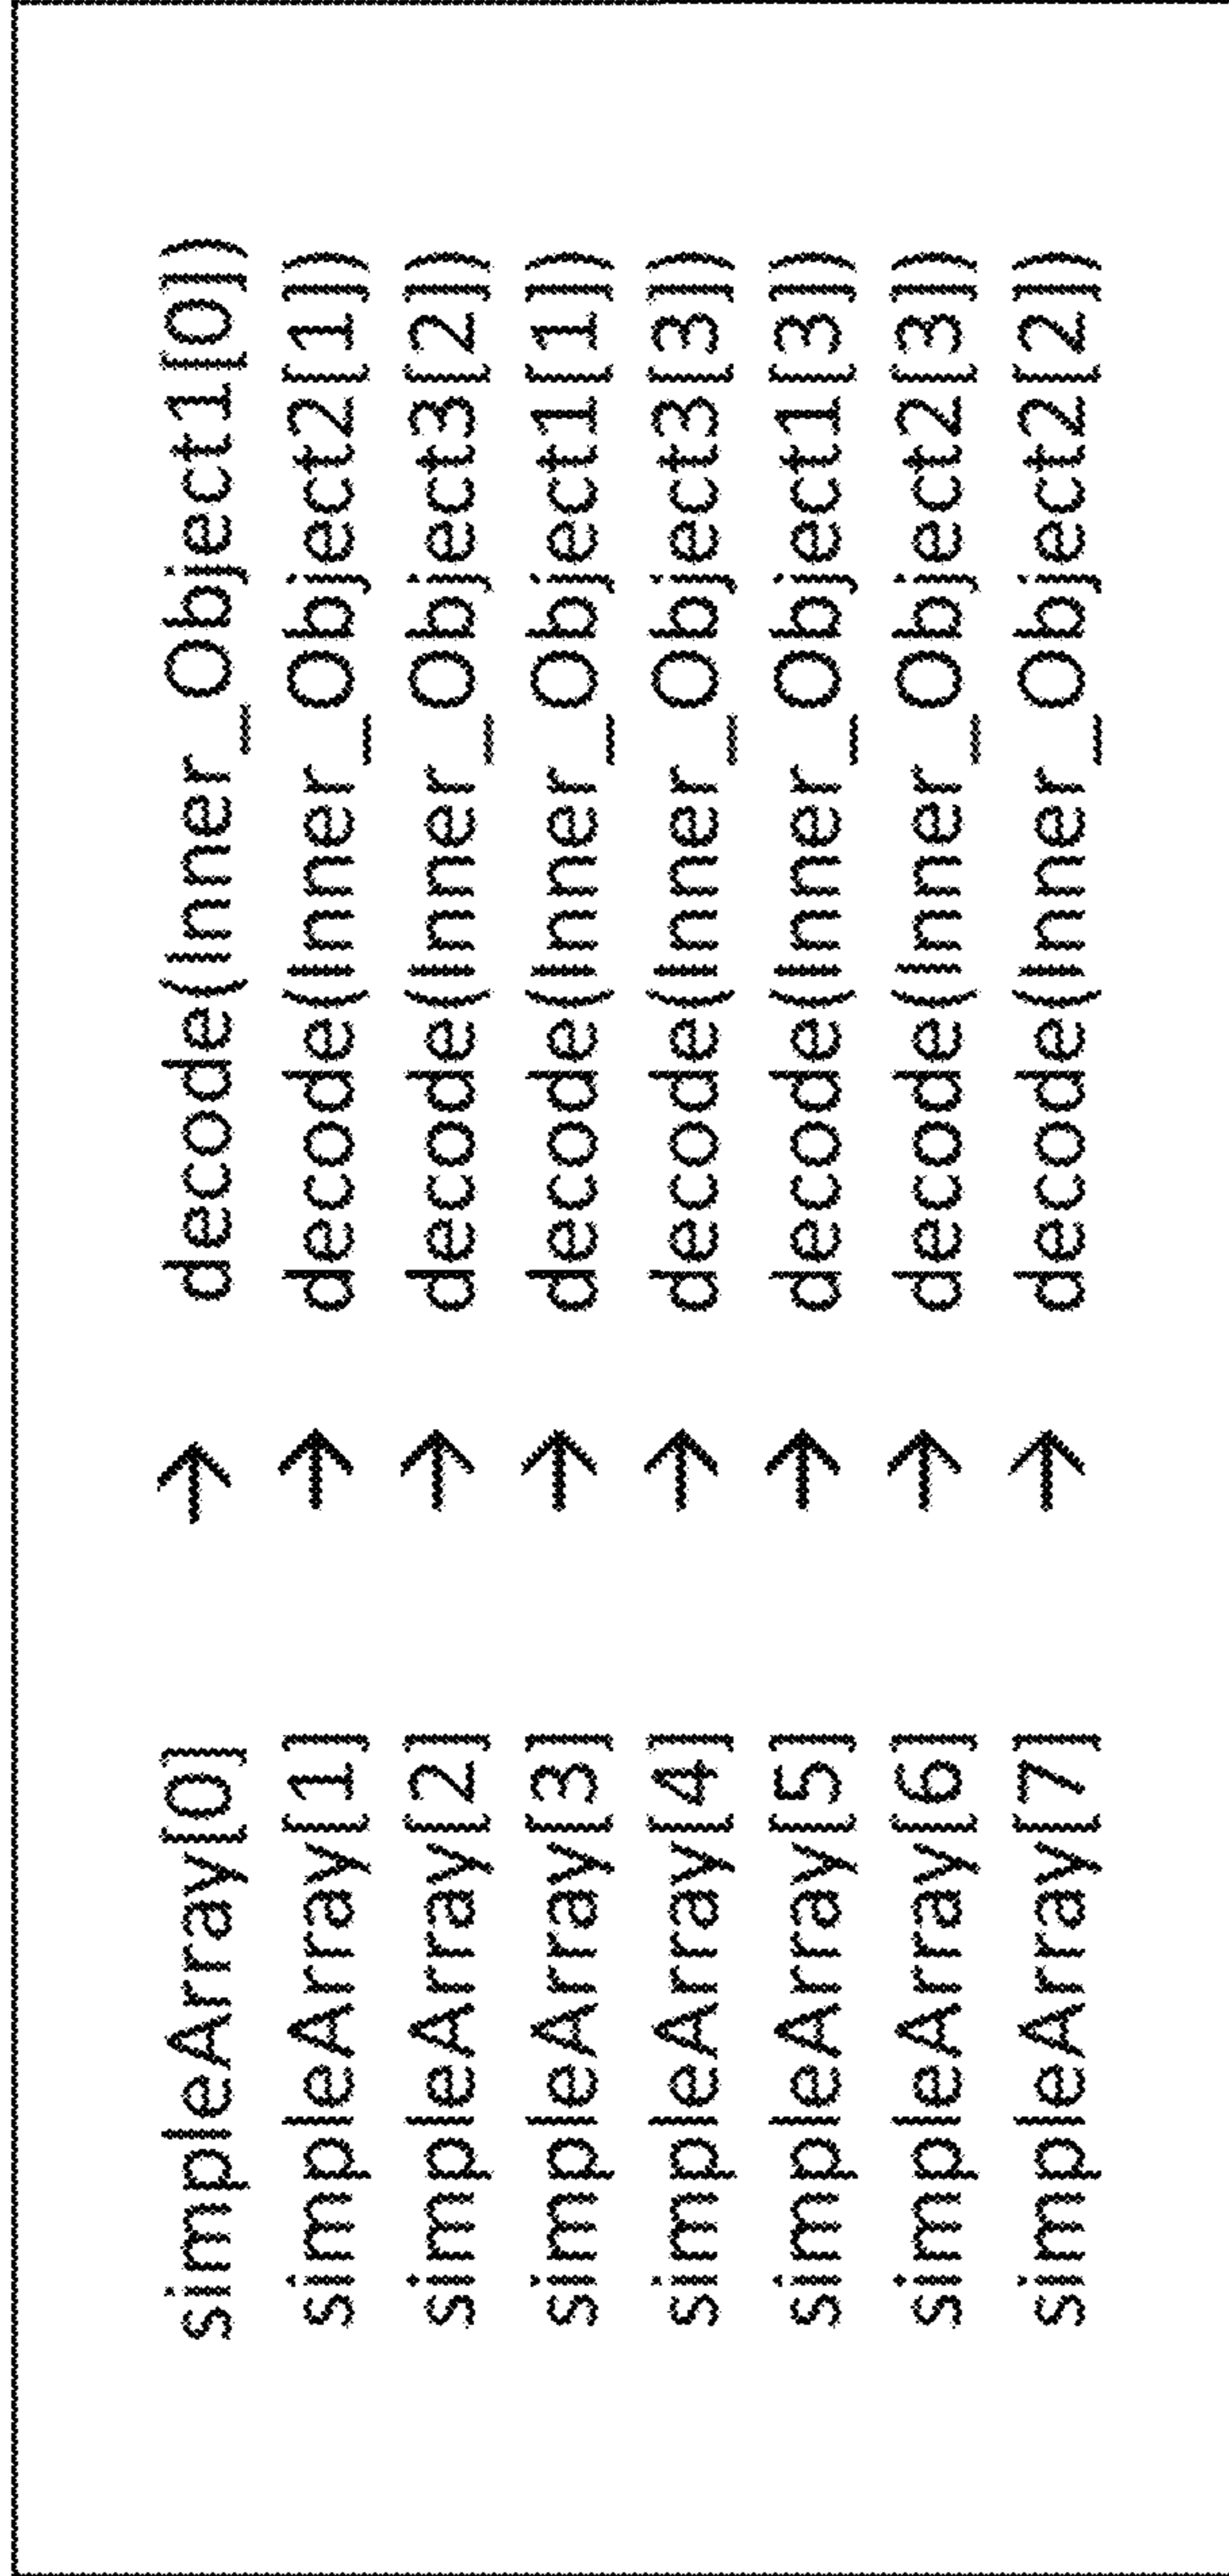 simpleArray[0] → decode(Inner_Object1[0])
simpleArray[1] → decode(Inner_Object2[1])
simpleArray[2] → decode(Inner_Object3[2])
simpleArray[3] → decode(Inner_Object1[1])
simpleArray[4] → decode(Inner_Object3[3])
simpleArray[5] → decode(Inner_Object1[3])
simpleArray[6] → decode(Inner_Object2[3])
simpleArray[7] → decode(Inner_Object2[2])